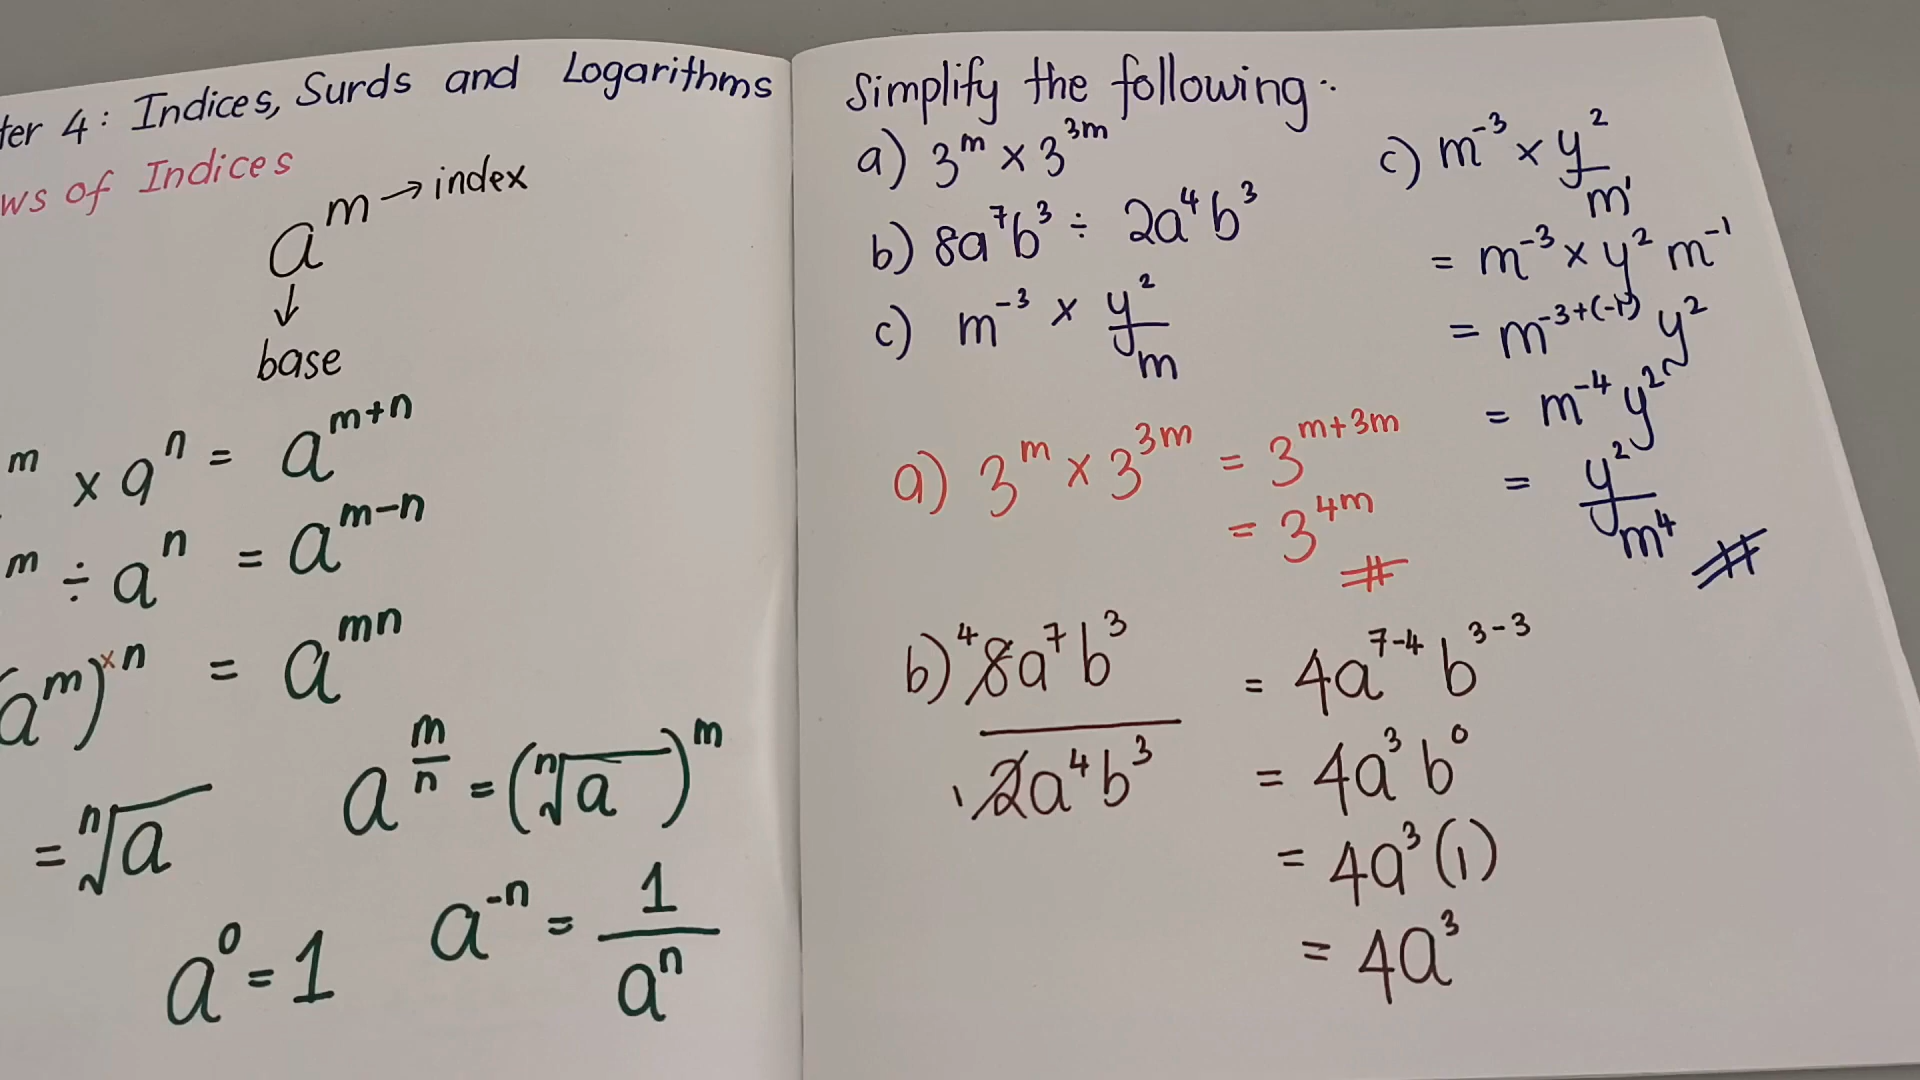 ter 4: Indices, Surds and Logarithms
ws of Indices
a^m → index
↓
base
^m × a^n = a^(m+n)
^m ÷ a^n = a^(m-n)
(a^m)^(×n) = a^(mn)
= ⁿ√a
a^(m/n) = (ⁿ√a)^m
a^0 = 1
a^(-n) = 1/a^n
Simplify the following:
a) 3^m × 3^(3m)
b) 8a^7b^3 ÷ 2a^4b^3
c) m^(-3) × y^2/m
a) 3^m × 3^(3m) = 3^(m+3m)
= 3^(4m)
b) 4 8a^7b^3 / 1 2a^4b^3 = 4a^(7-4) b^(3-3)
= 4a^3 b^0
= 4a^3 (1)
= 4a^3
c) m^(-3) × y^2/m^1
= m^(-3) × y^2 m^(-1)
= m^(-3+(-1)) y^2
= m^(-4) y^2
= y^2/m^4